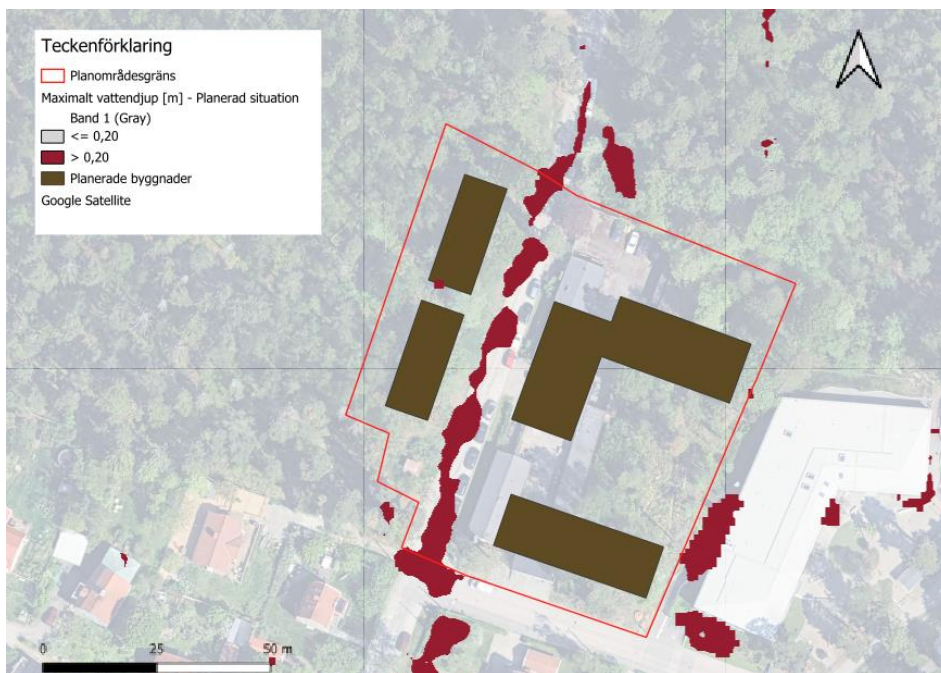 Teckenförklaring
Planområdesgräns
Maximalt vattendjup [m] - Planerad situation
Band 1 (Gray)
<= 0,20
> 0,20
Planerade byggnader
Google Satellite
0 25 50 m